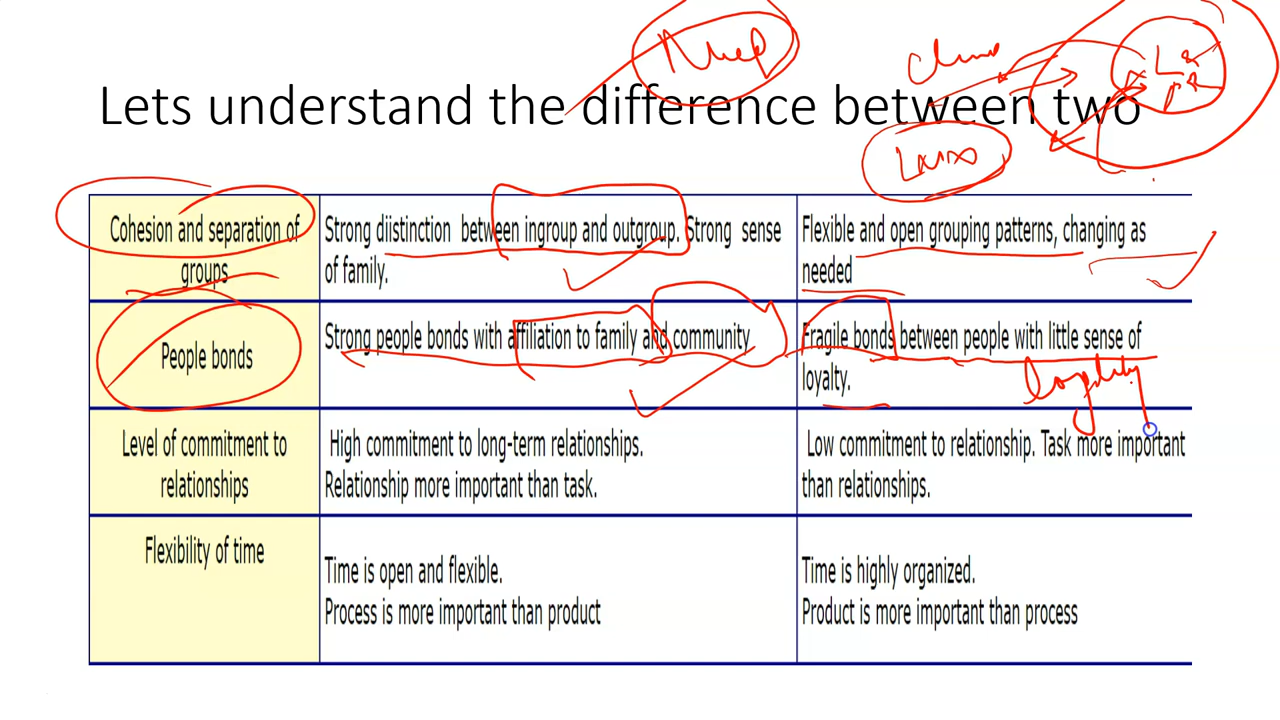 Lets understand the difference between two
Cohesion and separation of
groups
Strong diistinction between ingroup and outgroup. Strong sense
of family.
Flexible and open grouping patterns, changing as
needed
People bonds
Strong people bonds with affiliation to family and community
Fragile bonds between people with little sense of
loyalty.
Level of commitment to
relationships
High commitment to long-term relationships.
Relationship more important than task.
Low commitment to relationship. Task more important
than relationships.
Flexibility of time
Time is open and flexible.
Process is more important than product
Time is highly organized.
Product is more important than process